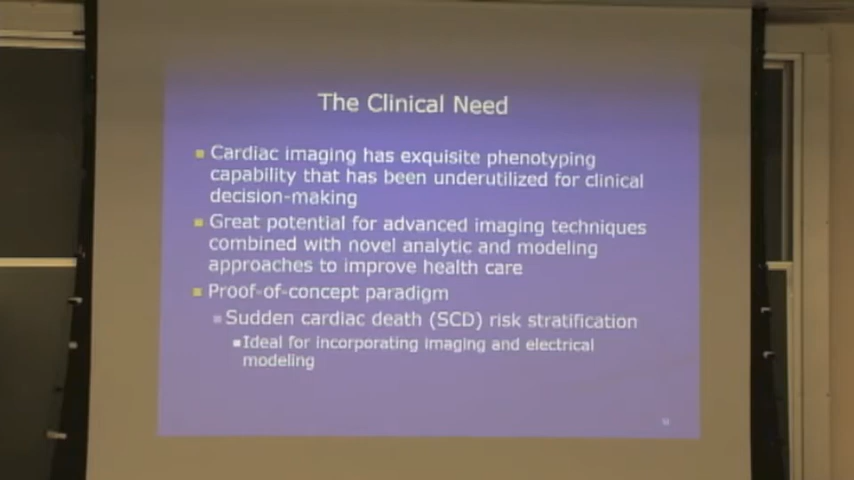 The Clinical Need
Cardiac imaging has exquisite phenotyping
capability that has been underutilized for clinical
decision-making
Great potential for advanced imaging techniques
combined with novel analytic and modeling
approaches to improve health care
Proof-of-concept paradigm
Sudden cardiac death (SCD) risk stratification
Ideal for incorporating imaging and electrical
modeling